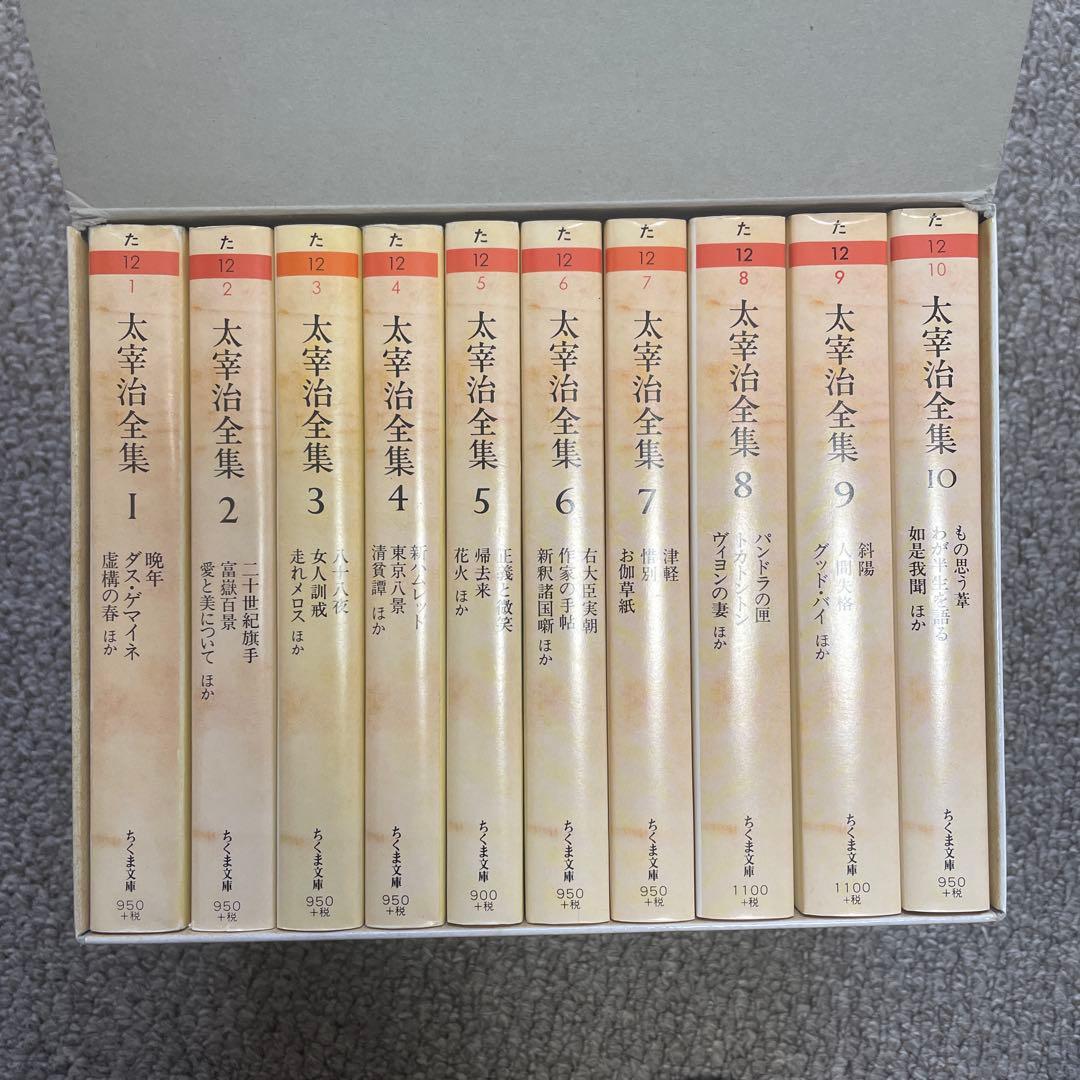 た
12
1
太宰治全集
1
晩年
ダス・ゲマイネ
虚構の春 ほか
ちくま文庫
950
+税
た
12
2
太宰治全集
2
二十世紀旗手
富嶽百景
愛と美について ほか
ちくま文庫
950
+税
た
12
3
太宰治全集
3
八十八夜
女人訓戒
走れメロス ほか
ちくま文庫
950
+税
た
12
4
太宰治全集
4
新ハムレット
東京八景
清貧譚 ほか
ちくま文庫
950
+税
た
12
5
太宰治全集
5
正義と微笑
帰去来
花火 ほか
ちくま文庫
900
+税
た
12
6
太宰治全集
6
右大臣実朝
作家の手帖
新釈諸国噺 ほか
ちくま文庫
950
+税
た
12
7
太宰治全集
7
津軽
惜別
お伽草紙
ちくま文庫
950
+税
た
12
8
太宰治全集
8
パンドラの匣
トカトントン
ヴィヨンの妻 ほか
ちくま文庫
1100
+税
た
12
9
太宰治全集
9
斜陽
人間失格
グッド・バイ ほか
ちくま文庫
1100
+税
た
12
10
太宰治全集
10
もの思う葦
わが半生を語る
如是我聞 ほか
ちくま文庫
950
+税